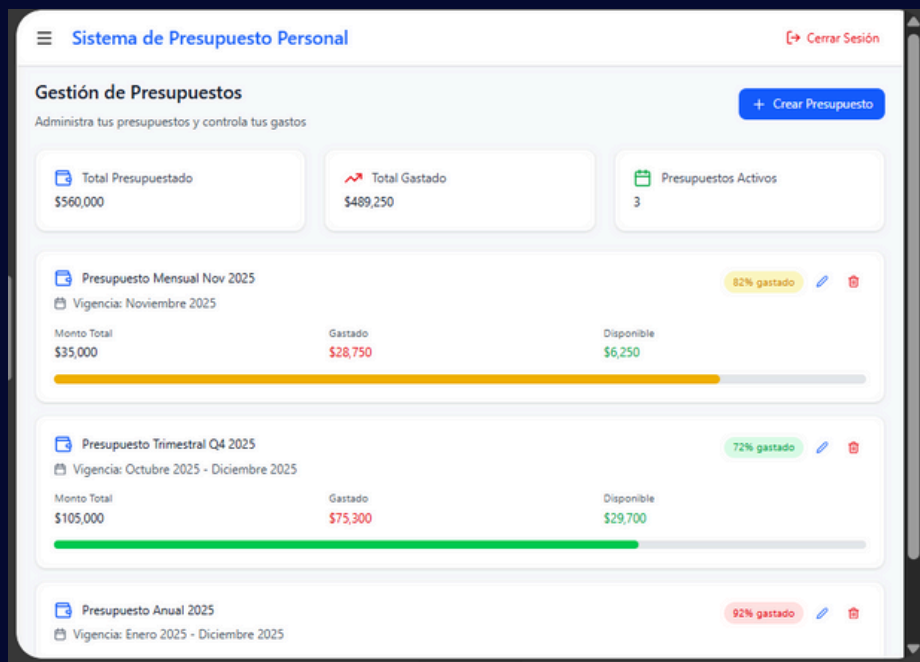 Sistema de Presupuesto Personal
Cerrar Sesión
Gestión de Presupuestos
Administra tus presupuestos y controla tus gastos
+ Crear Presupuesto
Total Presupuestado
$560,000
Total Gastado
$489,250
Presupuestos Activos
3
Presupuesto Mensual Nov 2025
82% gastado
Vigencia: Noviembre 2025
Monto Total
$35,000
Gastado
$28,750
Disponible
$6,250
Presupuesto Trimestral Q4 2025
72% gastado
Vigencia: Octubre 2025 - Diciembre 2025
Monto Total
$105,000
Gastado
$75,300
Disponible
$29,700
Presupuesto Anual 2025
92% gastado
Vigencia: Enero 2025 - Diciembre 2025